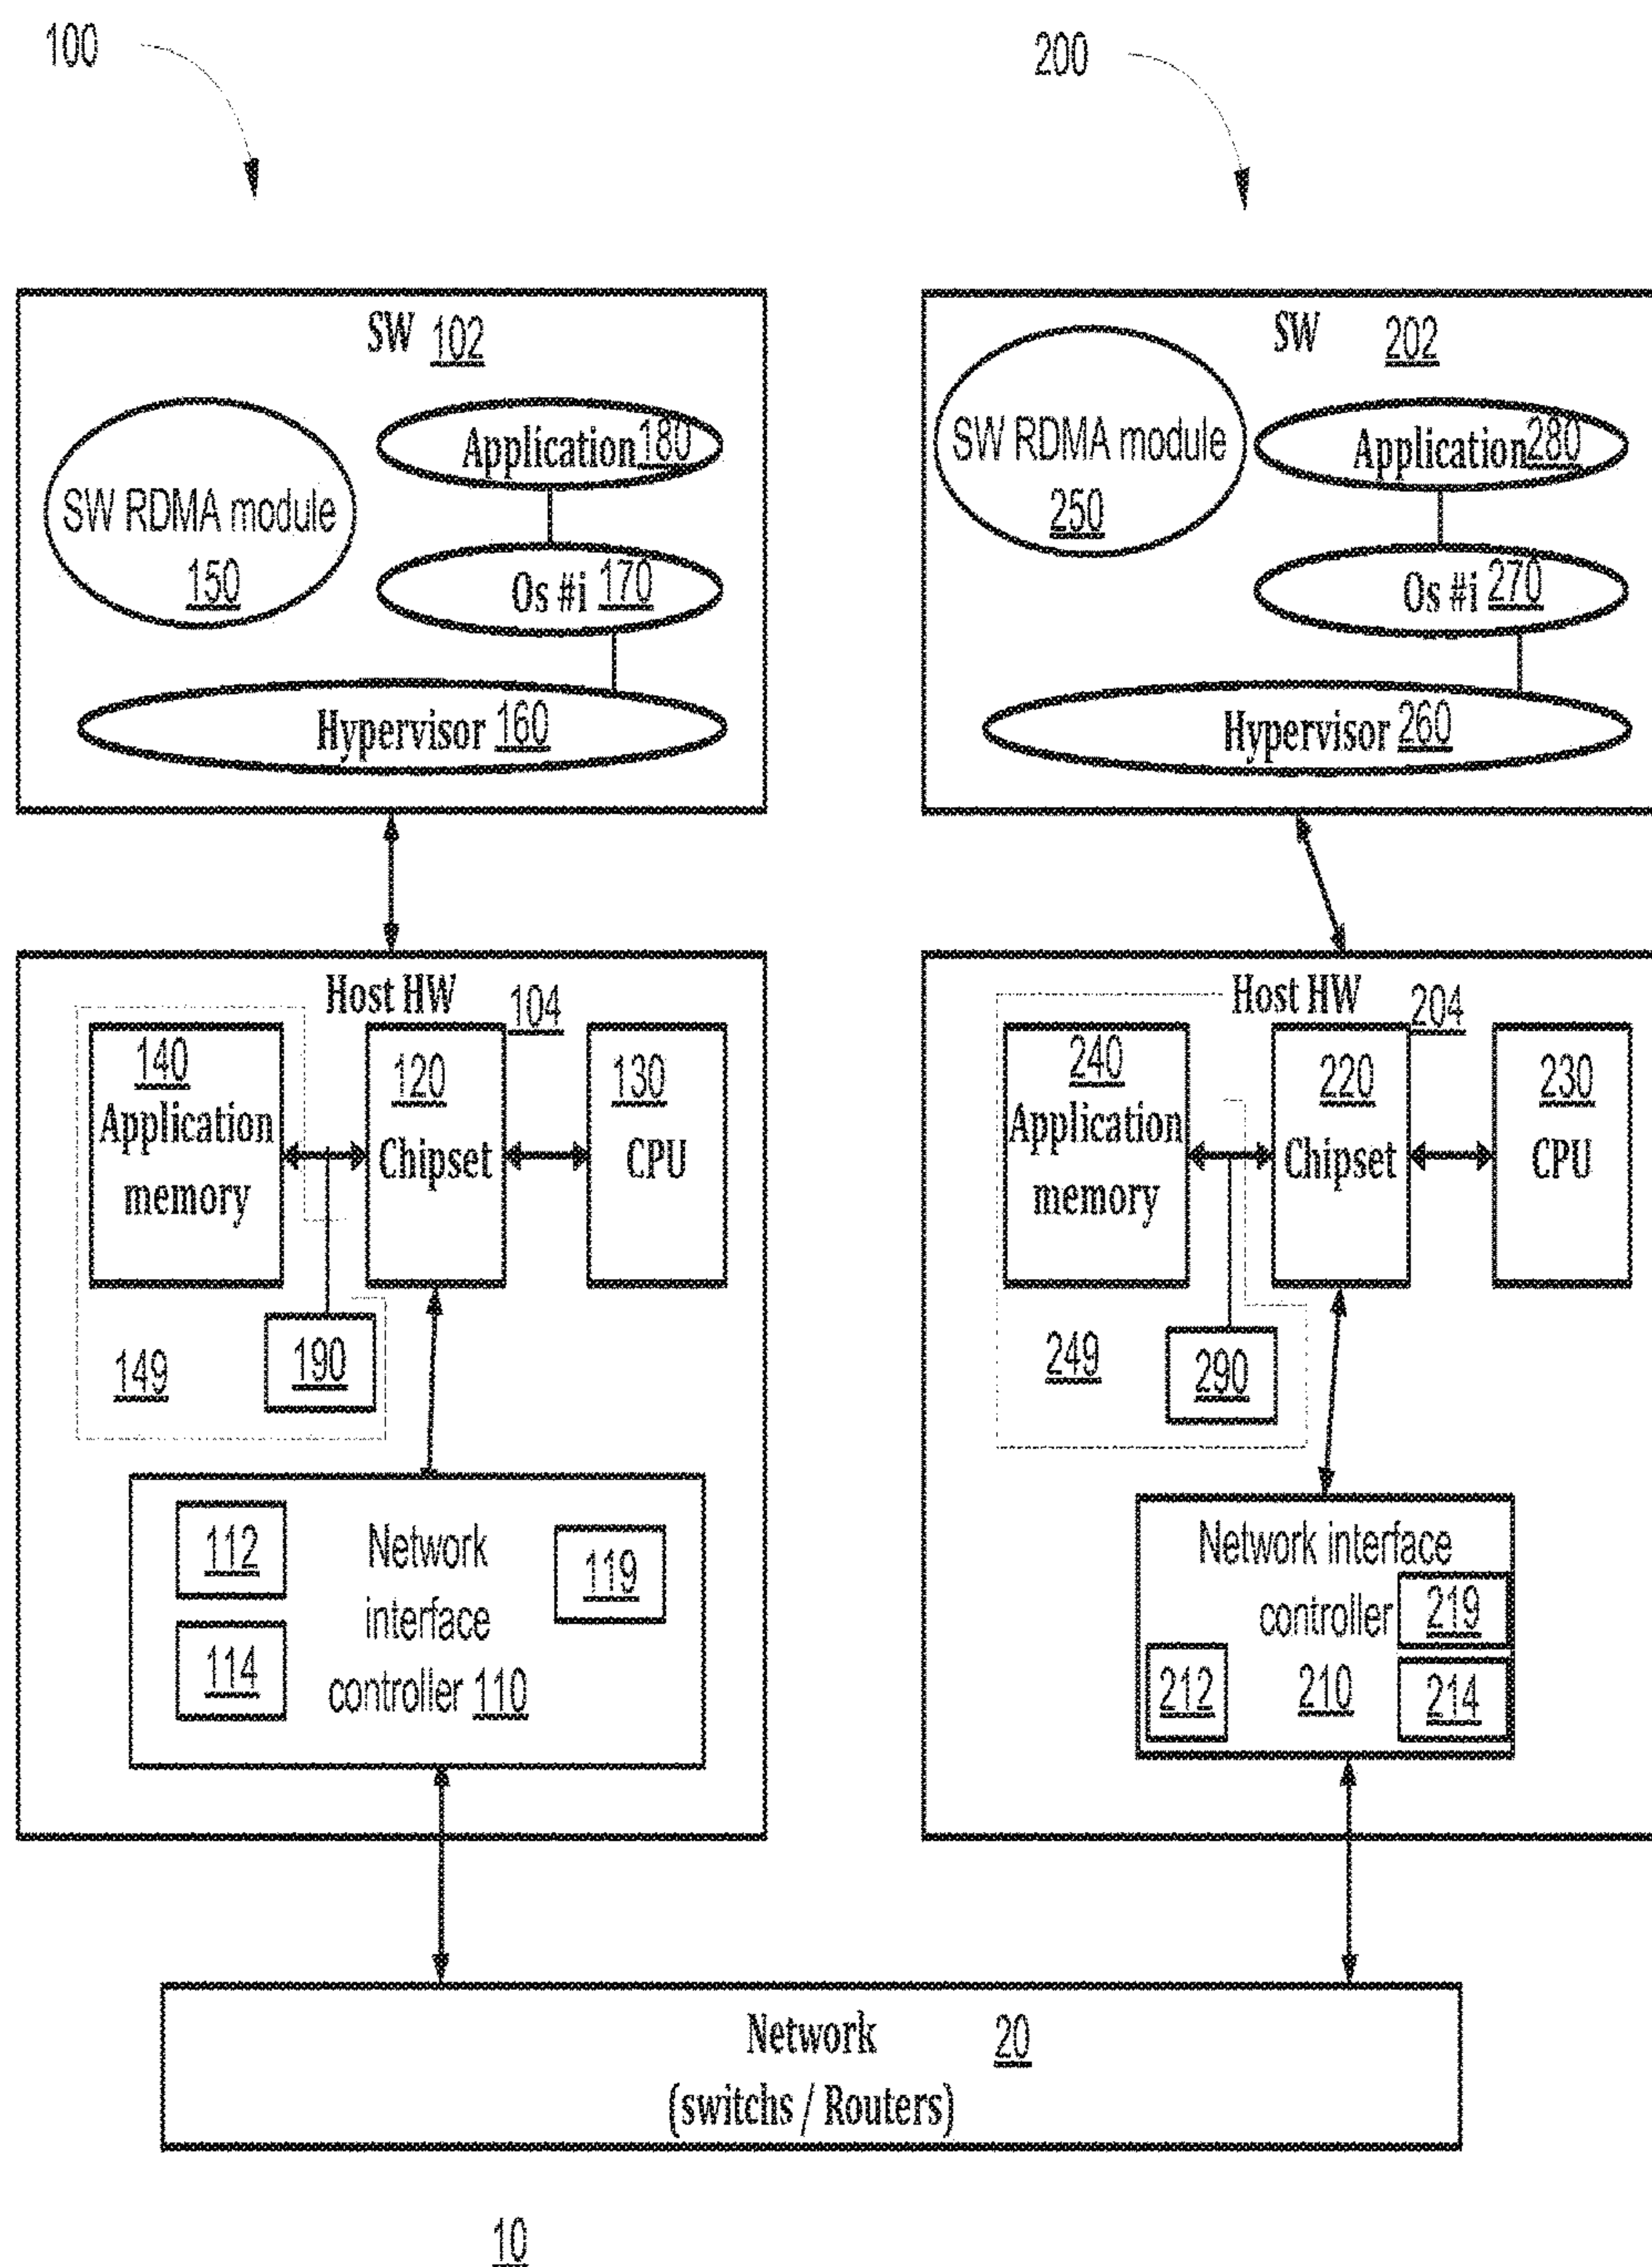 100
200
SW 102
Application 180
SW RDMA module
150
Os #i 170
Hypervisor 160
SW 202
SW RDMA module
250
Application 280
Os #i 270
Hypervisor 260
Host HW
104
140
Application
memory
120
Chipset
130
CPU
149
190
112
114
Network
interface
controller 110
119
Host HW
204
240
Application
memory
220
Chipset
230
CPU
249
290
Network interface
controller
219
212
210
214
Network 20
(switchs / Routers)
10